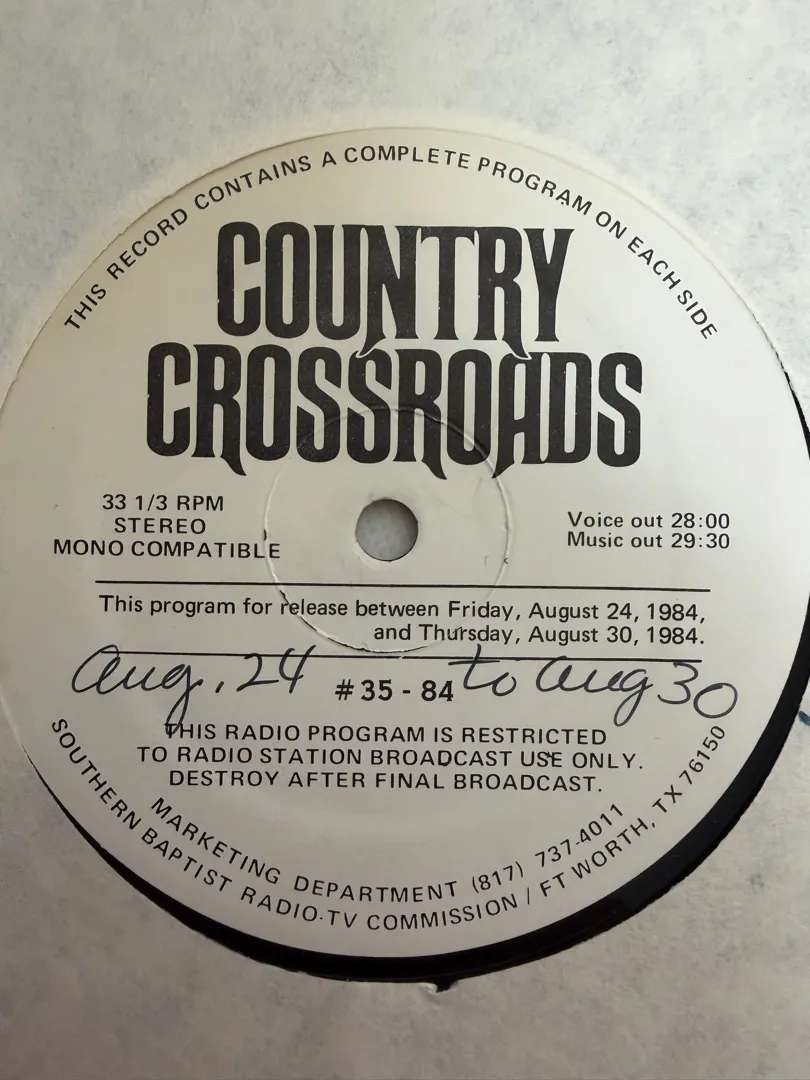 THIS RECORD CONTAINS A COMPLETE PROGRAM ON EACH SIDE
COUNTRY
CROSSROADS
33 1/3 RPM
STEREO
MONO COMPATIBLE
Voice out 28:00
Music out 29:30
This program for release between Friday, August 24, 1984,
and Thursday, August 30, 1984.
Aug. 24 #35 - 84 to Aug 30
THIS RADIO PROGRAM IS RESTRICTED
TO RADIO STATION BROADCAST USE ONLY.
DESTROY AFTER FINAL BROADCAST.
MARKETING DEPARTMENT (817) 737-4011
SOUTHERN BAPTIST RADIO-TV COMMISSION / FT WORTH, TX 76150